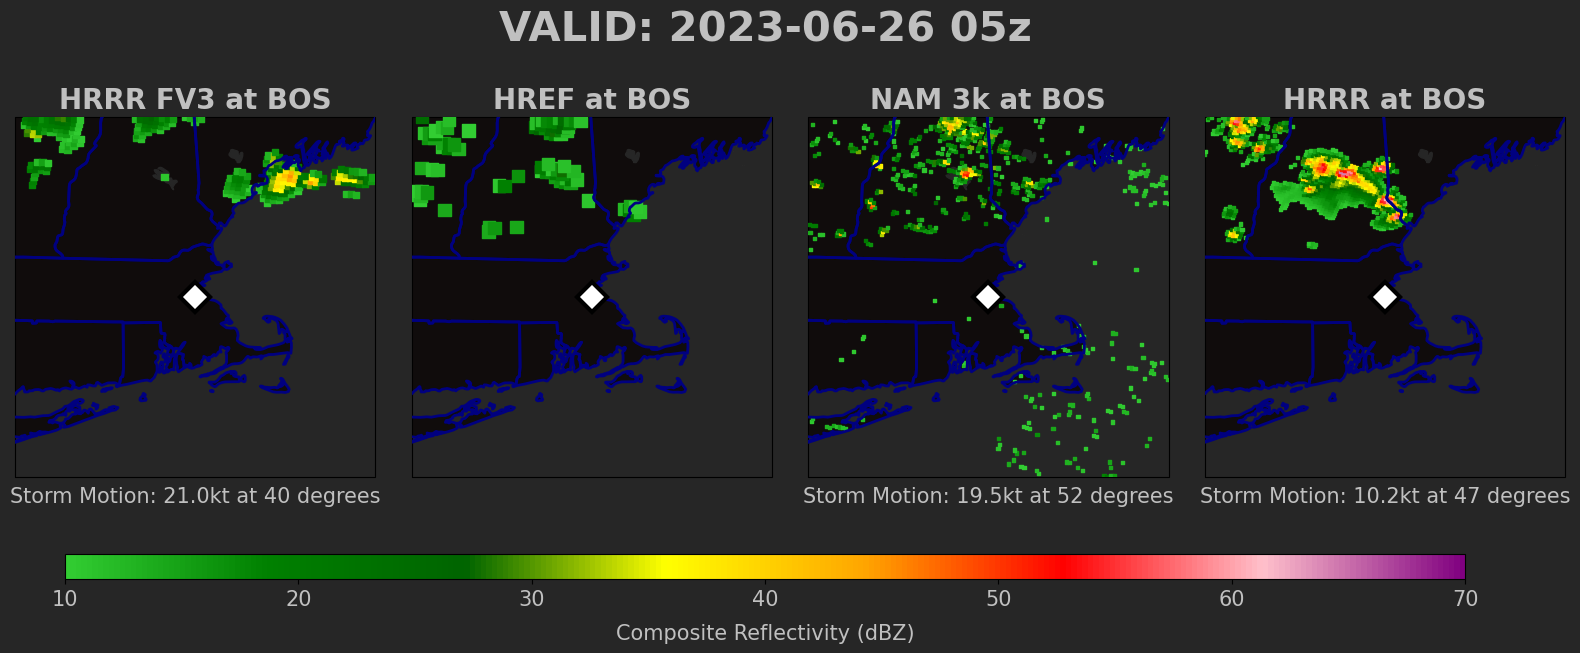 VALID: 2023-06-26 05z
HRRR FV3 at BOS
HREF at BOS
NAM 3k at BOS
HRRR at BOS
Storm Motion: 21.0kt at 40 degrees
Storm Motion: 19.5kt at 52 degrees
Storm Motion: 10.2kt at 47 degrees
10 20 30 40 50 60 70
Composite Reflectivity (dBZ)